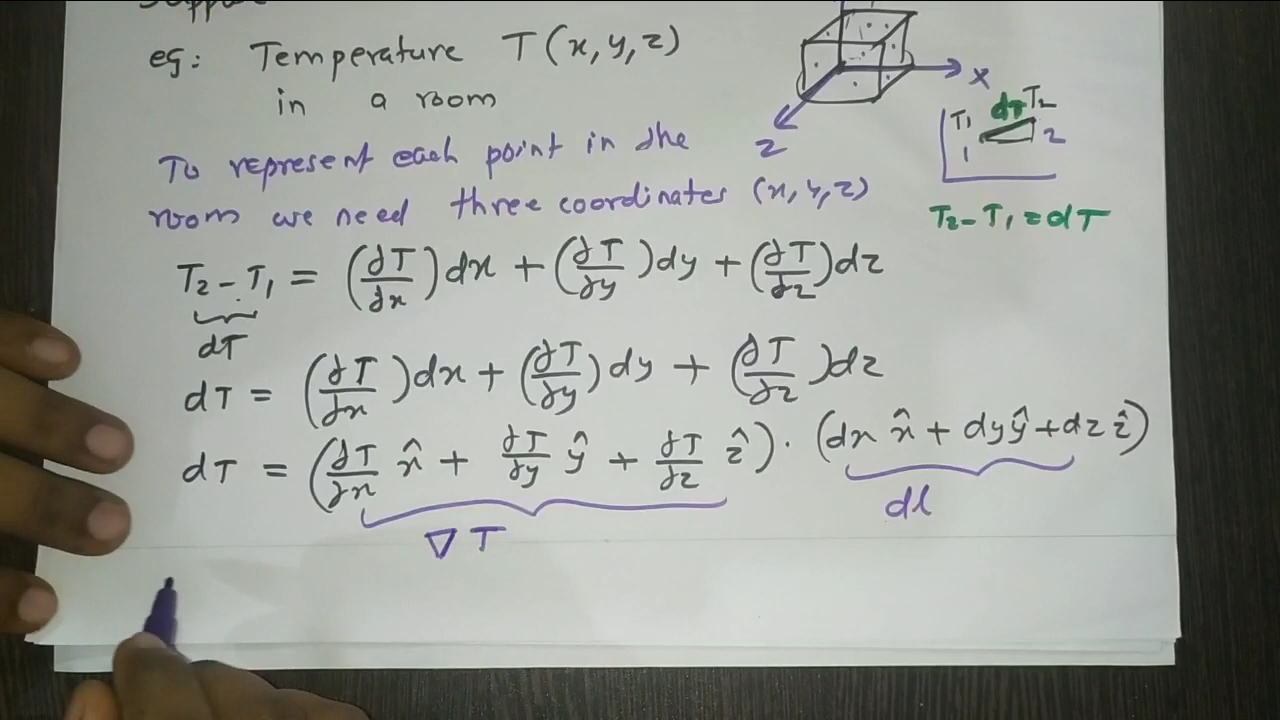 eg: Temperature T(x,y,z)
in a room
x
z
T1 dT T2
1 2
T2-T1=dT
To represent each point in the
room we need three coordinates (x,y,z)
T2-T1 = (∂T/∂x)dx + (∂T/∂y)dy + (∂T/∂z)dz
dT
dT = (∂T/∂x)dx + (∂T/∂y)dy + (∂T/∂z)dz
dT = (∂T/∂x x̂ + ∂T/∂y ŷ + ∂T/∂z ẑ) . (dx x̂ + dy ŷ + dz ẑ)
∇T dl